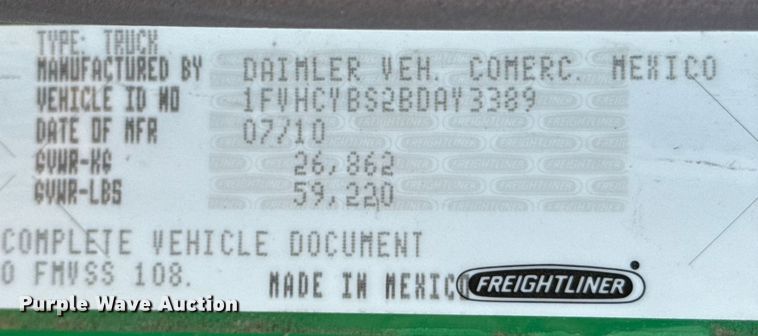 TYPE: TRUCK
MANUFACTURED BY DAIMLER VEH. COMERC. MEXICO
VEHICLE ID NO 1FVHCYBS2BDAY3389
DATE OF MFR 07/10
GVWR-KG 26,862
GVWR-LBS 59,220
COMPLETE VEHICLE DOCUMENT
O FMVSS 108.
MADE IN MEXICO FREIGHTLINER
Purple Wave Auction